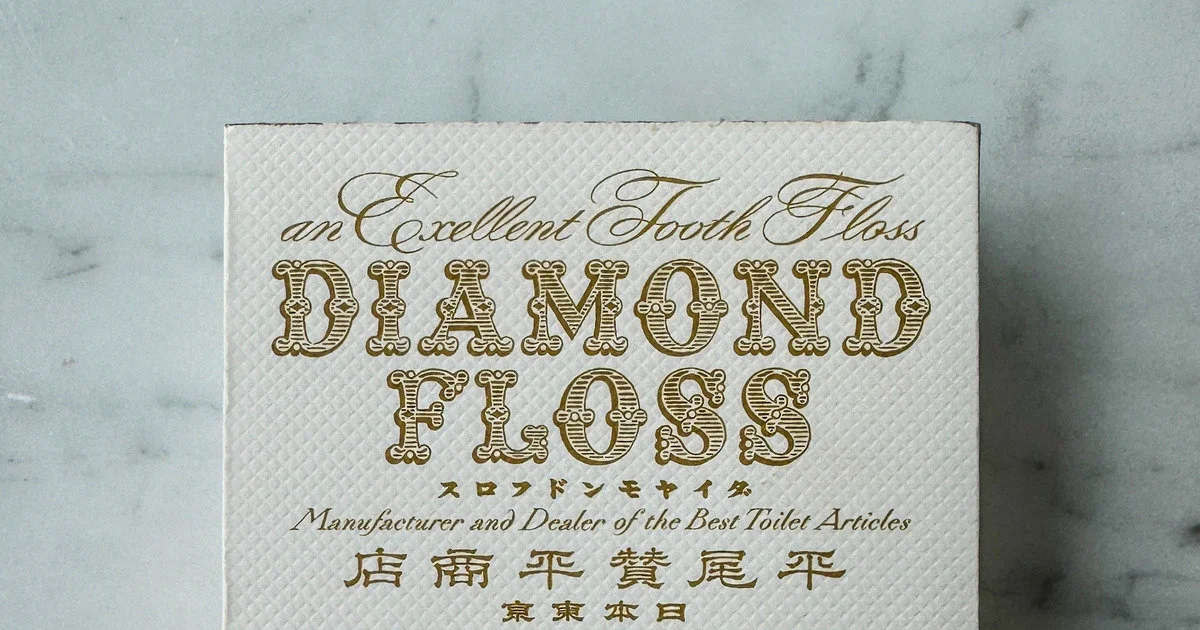 an Exellent Tooth Floss
DIAMOND
FLOSS
ダイヤモンドフロス
Manufacturer and Dealer of the Best Toilet Articles
平尾賛平商店
日本東亰